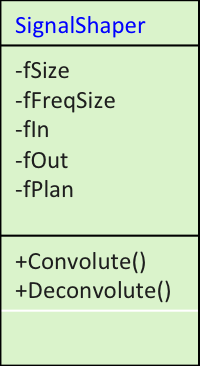 SignalShaper
-fSize
-fFreqSize
-fIn
-fOut
-fPlan
+Convolute()
+Deconvolute()